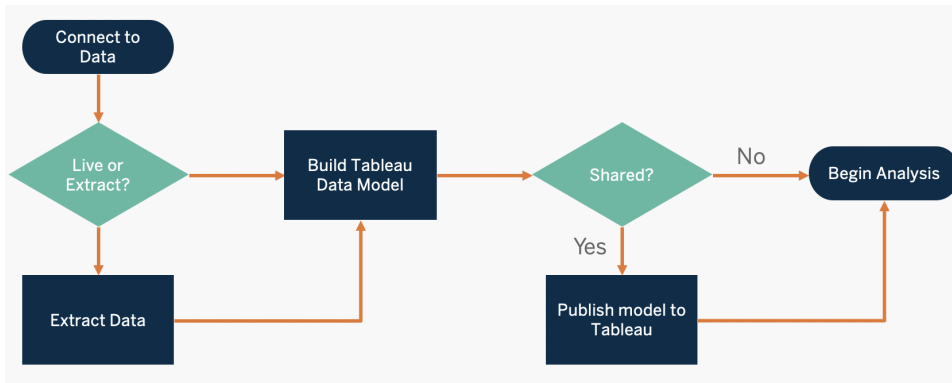 Connect to
Data
Live or
Extract?
Build Tableau
Data Model
Shared?
No
Begin Analysis
Yes
Extract Data
Publish model to
Tableau